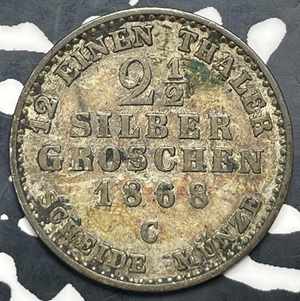 12 EINEN THALER
2 1/2
SILBER
GROSCHEN
1868
C
SCHEIDE MÜNZE